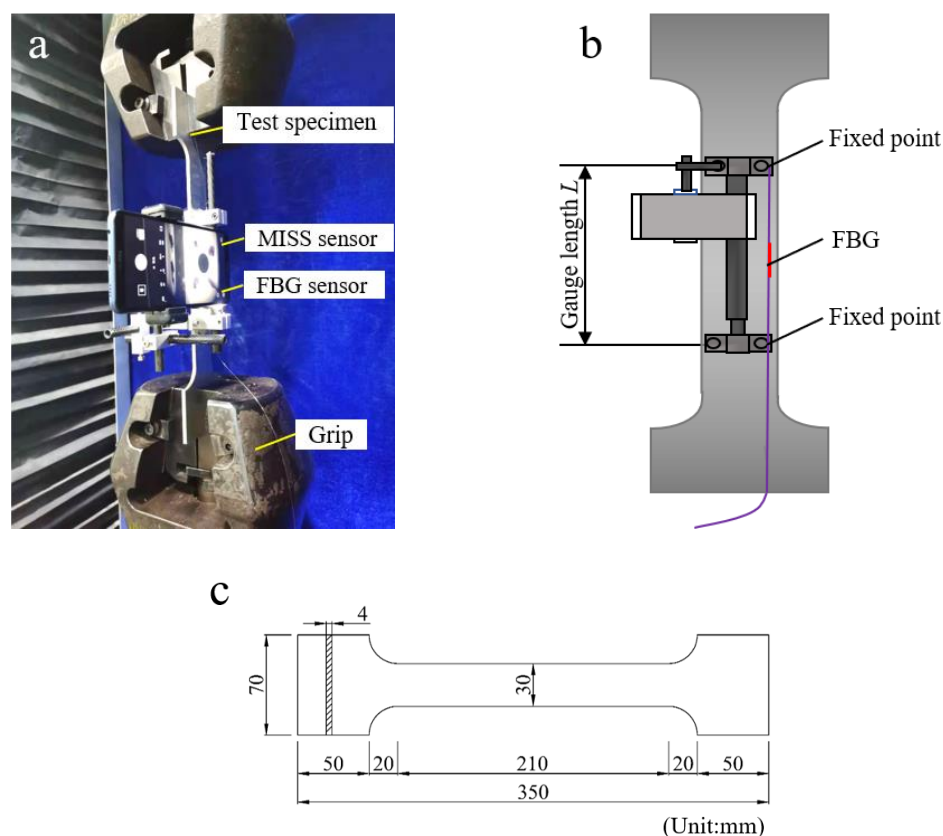 a
Test specimen
MISS sensor
FBG sensor
Grip
b
Fixed point
Gauge length L
FBG
Fixed point
c
4
70
30
50
20
210
20
50
350
(Unit:mm)